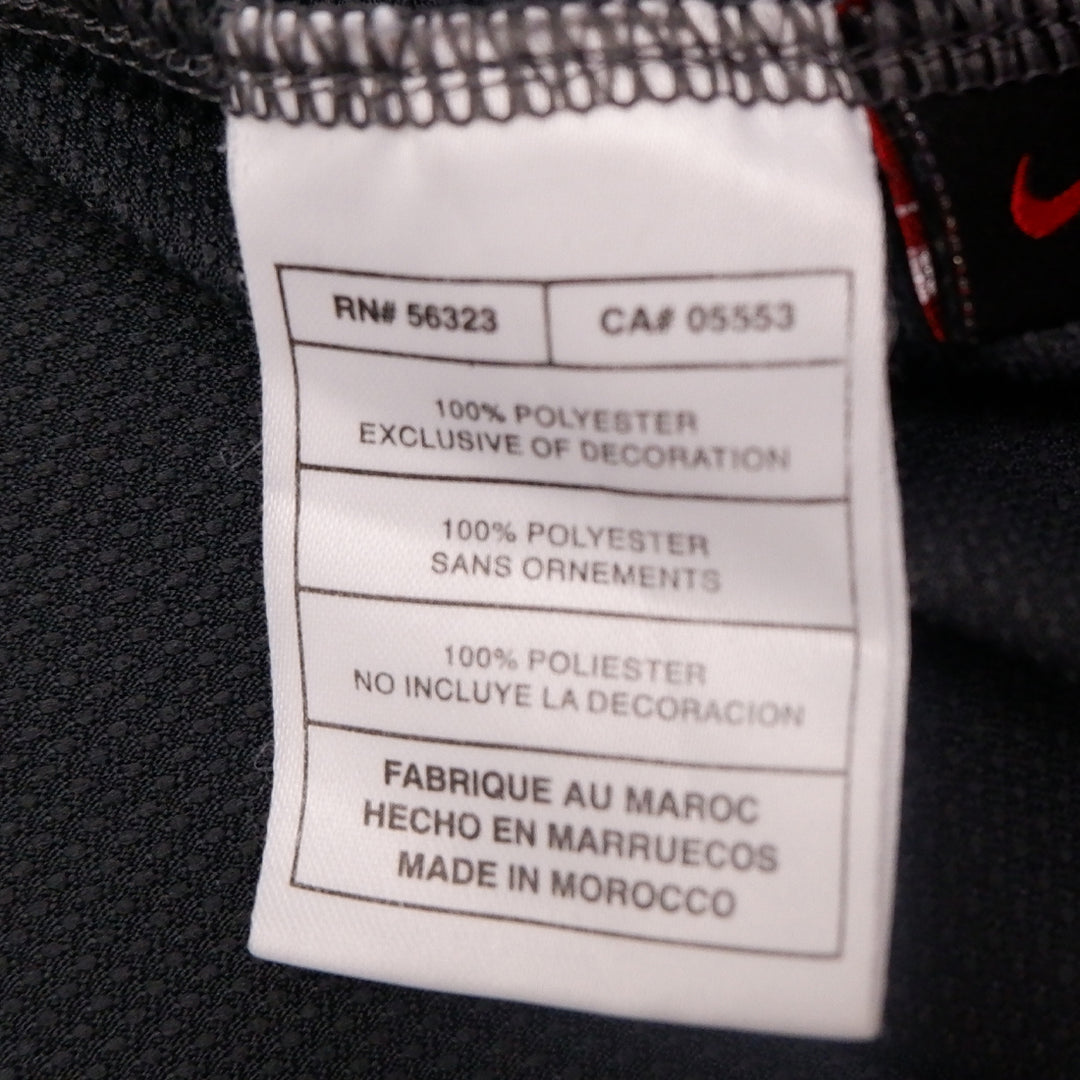 RN# 56323 CA# 05553
100% POLYESTER
EXCLUSIVE OF DECORATION
100% POLYESTER
SANS ORNEMENTS
100% POLIESTER
NO INCLUYE LA DECORACION
FABRIQUE AU MAROC
HECHO EN MARRUECOS
MADE IN MOROCCO